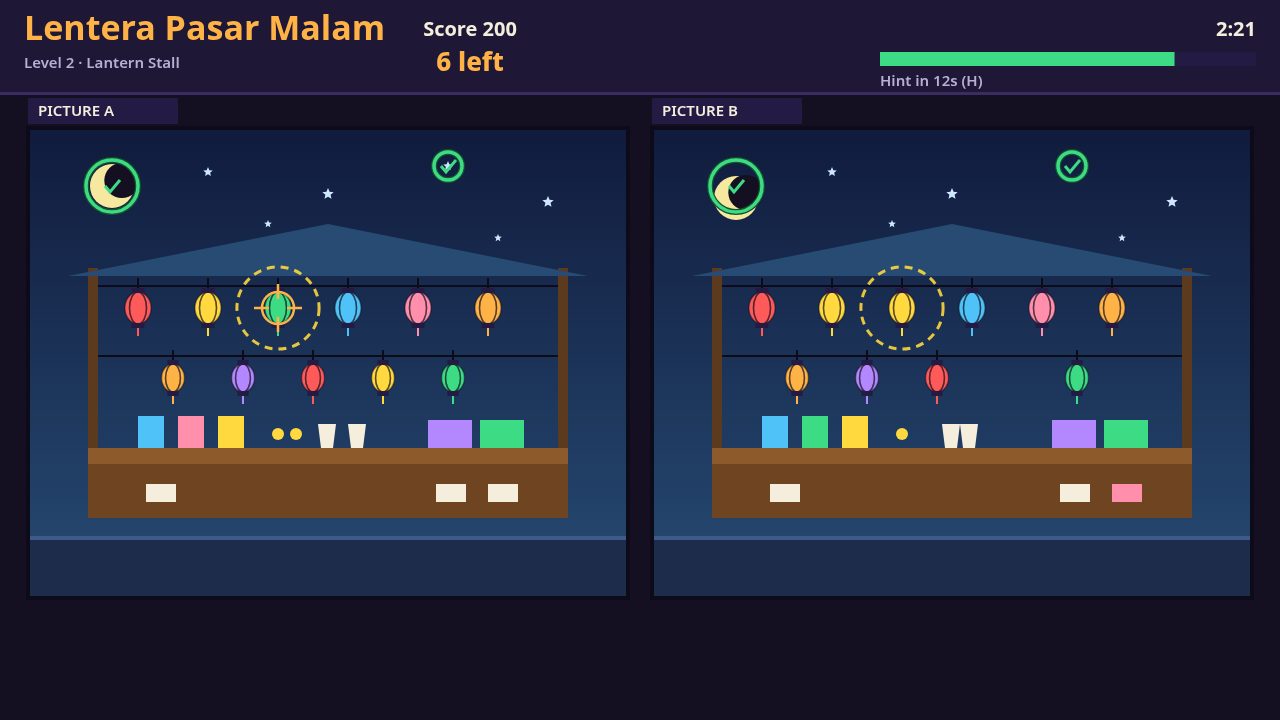 Lentera Pasar Malam
Level 2 · Lantern Stall
Score 200
6 left
2:21
Hint in 12s (H)
PICTURE A
PICTURE B